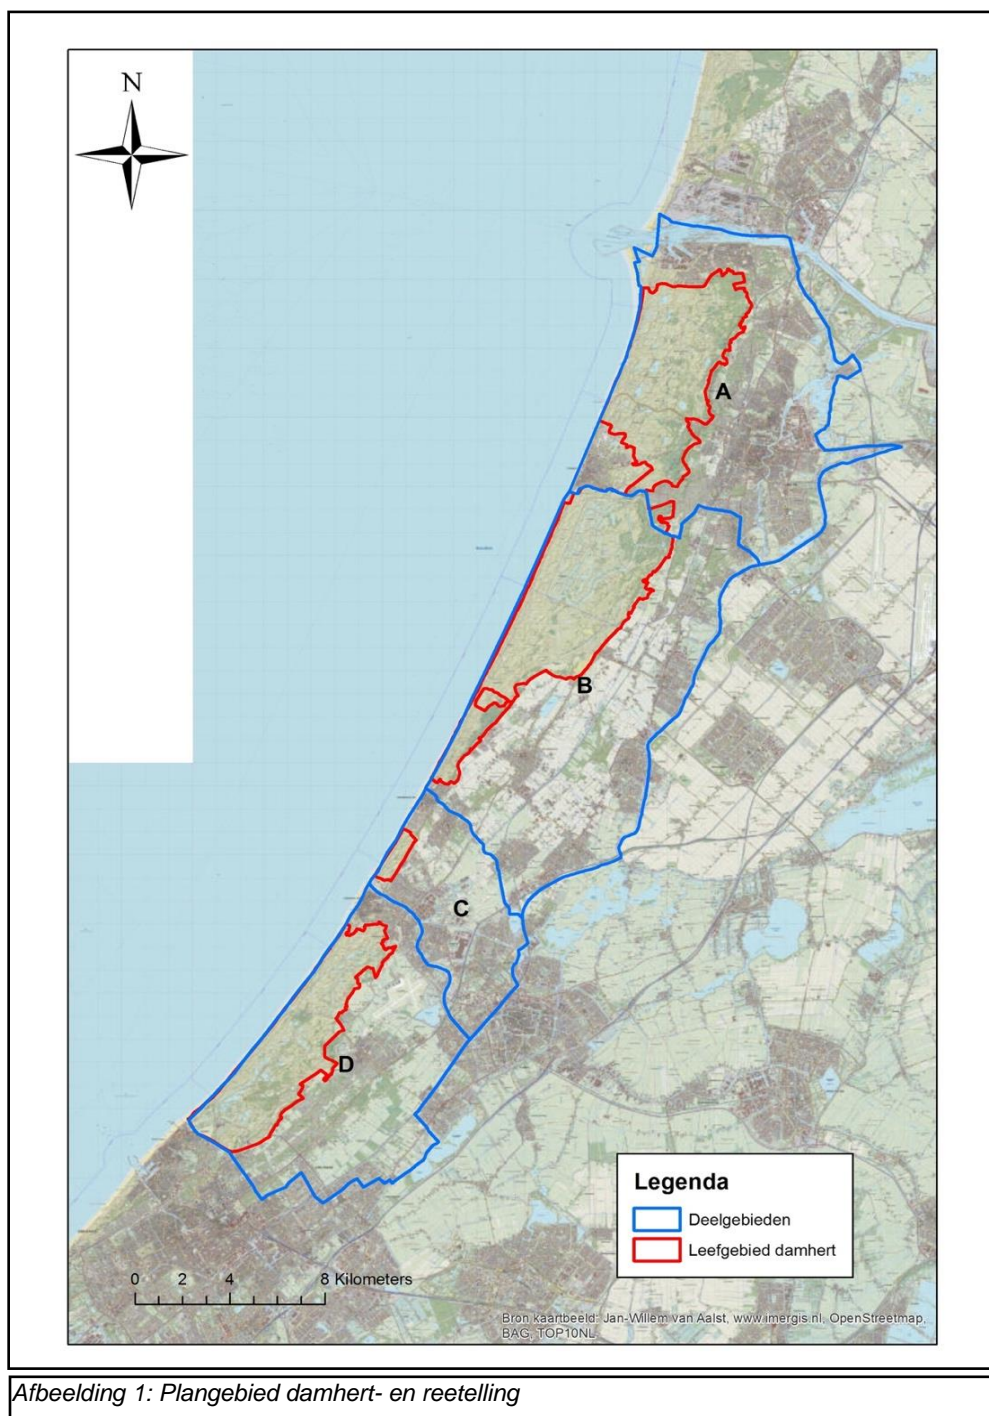 N
A
B
C
D
Legenda
Deelgebieden
Leefgebied damhert
0 2 4 8 Kilometers
Bron kaartbeeld: Jan-Willem van Aalst, www.imergis.nl, OpenStreetmap,
BAG, TOP10NL
Afbeelding 1: Plangebied damhert- en reetelling